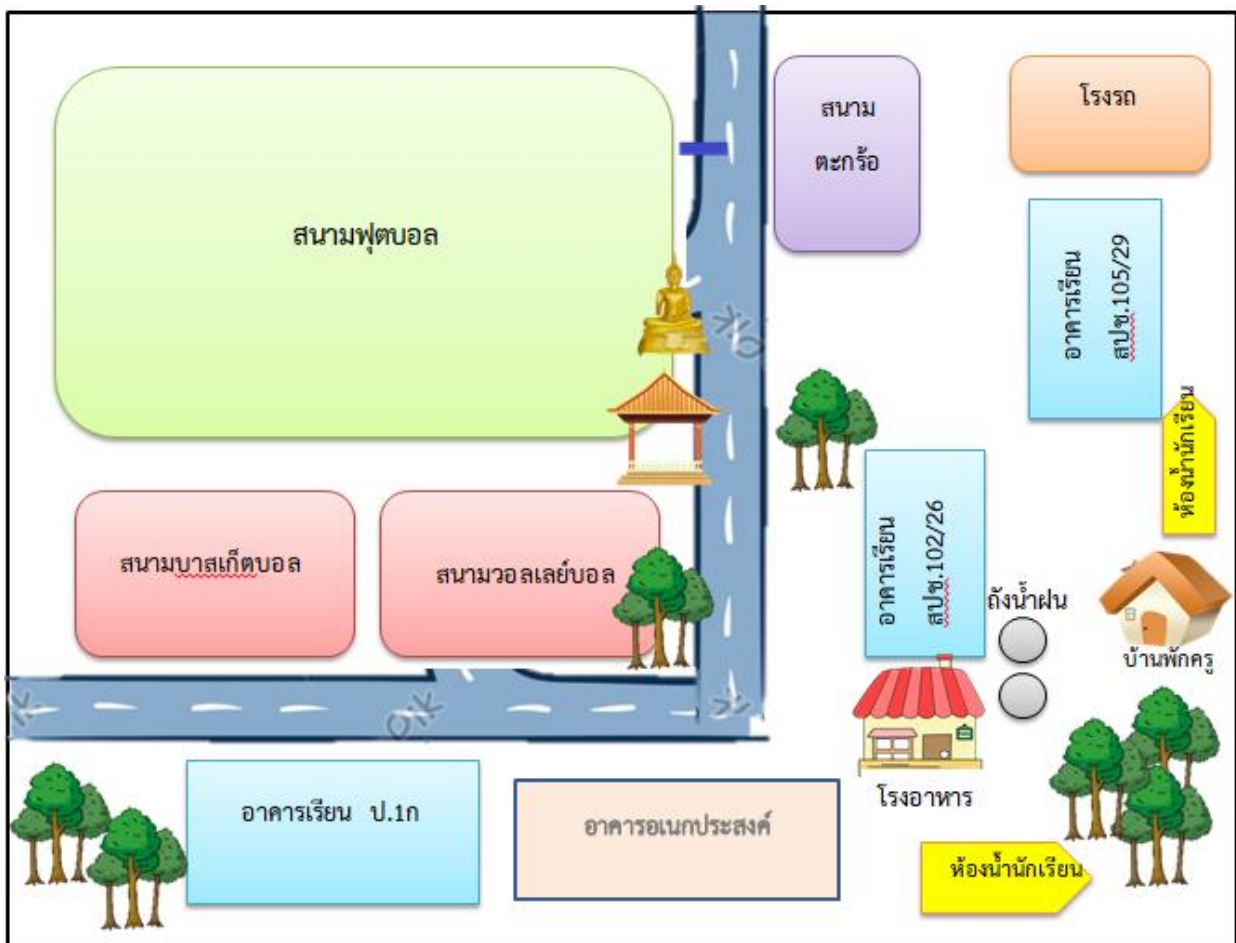 สนามฟุตบอล
สนาม
ตะกร้อ
โรงรถ
อาคารเรียน
สปช.105/29
ห้องน้ำนักเรียน
สนามบาสเก็ตบอล
สนามวอลเลย์บอล
อาคารเรียน
สปช.102/26
ถังน้ำฝน
บ้านพักครู
โรงอาหาร
อาคารเรียน ป.1ก
อาคารอเนกประสงค์
ห้องน้ำนักเรียน